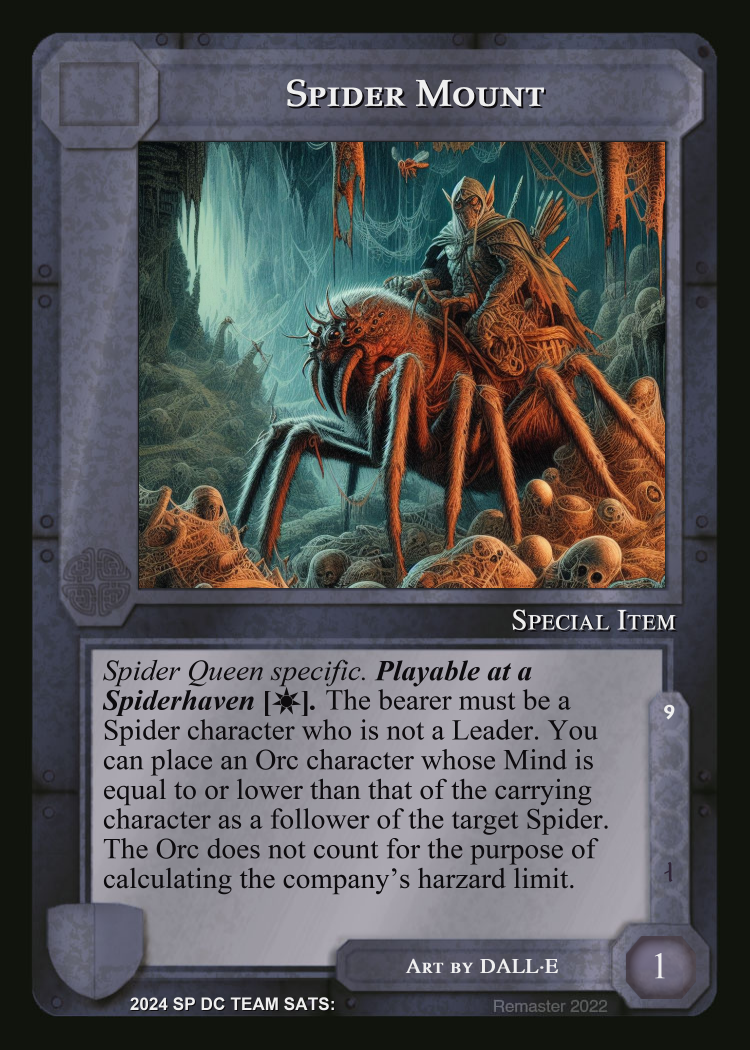 Spider Mount
Special Item
Spider Queen specific. Playable at a
Spiderhaven [☀]. The bearer must be a
Spider character who is not a Leader. You
can place an Orc character whose Mind is
equal to or lower than that of the carrying
character as a follower of the target Spider.
The Orc does not count for the purpose of
calculating the company's harzard limit.
9
Art by DALL·E
1
2024 SP DC TEAM SATS:
Remaster 2022